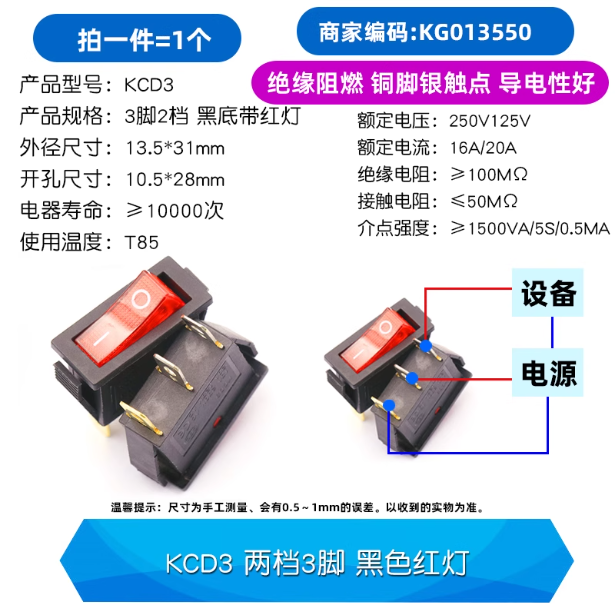 拍一件=1个
商家编码:KG013550
绝缘阻燃 铜脚银触点 导电性好
产品型号： KCD3
产品规格： 3脚2档 黑底带红灯
外径尺寸： 13.5*31mm
开孔尺寸： 10.5*28mm
电器寿命： ≥10000次
使用温度： T85
额定电压： 250V125V
额定电流： 16A/20A
绝缘电阻： ≥100MΩ
接触电阻： ≤50MΩ
介点强度： ≥1500VA/5S/0.5MA
设备
电源
温馨提示：尺寸为手工测量、会有0.5～1mm的误差。以收到的实物为准。
KCD3 两档3脚 黑色红灯